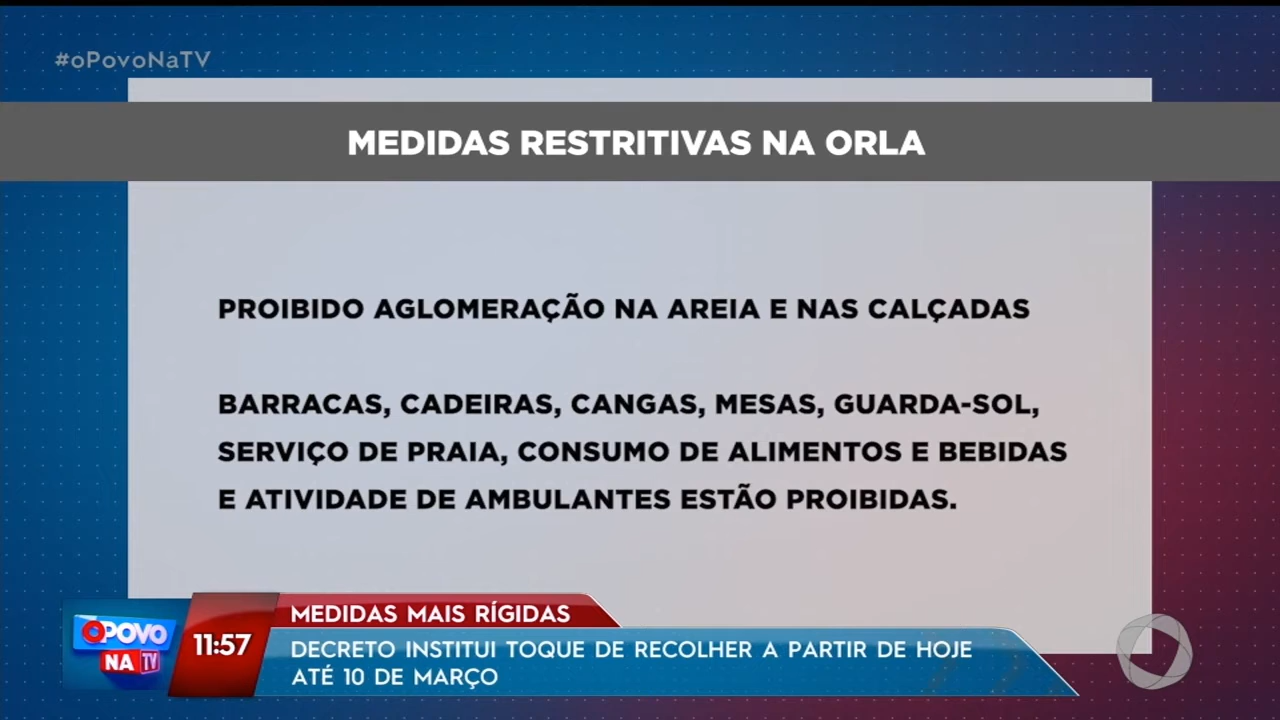 #oPovoNaTV
MEDIDAS RESTRITIVAS NA ORLA
PROIBIDO AGLOMERAÇÃO NA AREIA E NAS CALÇADAS
BARRACAS, CADEIRAS, CANGAS, MESAS, GUARDA-SOL,
SERVIÇO DE PRAIA, CONSUMO DE ALIMENTOS E BEBIDAS
E ATIVIDADE DE AMBULANTES ESTÃO PROIBIDAS.
MEDIDAS MAIS RÍGIDAS
OPOVO
NA TV
11:57
DECRETO INSTITUI TOQUE DE RECOLHER A PARTIR DE HOJE
ATÉ 10 DE MARÇO